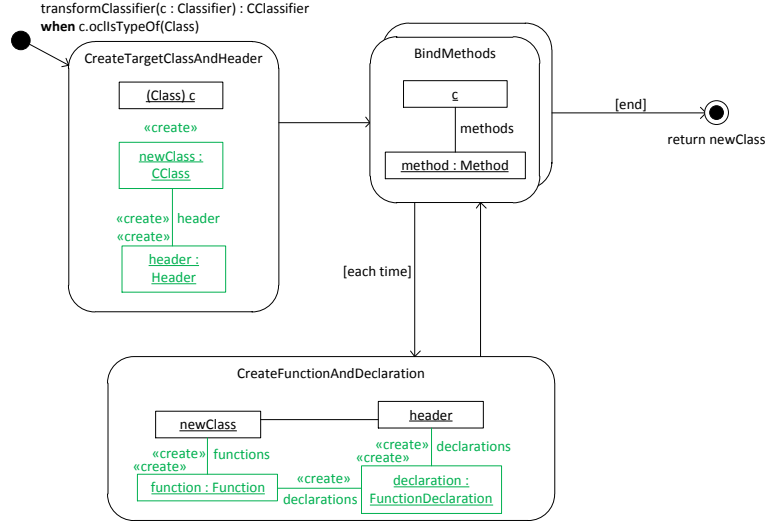 transformClassifier(c : Classifier) : CClassifier
when c.oclIsTypeOf(Class)
CreateTargetClassAndHeader
(Class) c
«create»
newClass :
CClass
«create» header
«create»
header :
Header
BindMethods
c
methods
method : Method
[end]
return newClass
[each time]
CreateFunctionAndDeclaration
newClass
header
«create» functions
«create»
function : Function
«create»
declarations
«create» declarations
«create»
declaration :
FunctionDeclaration